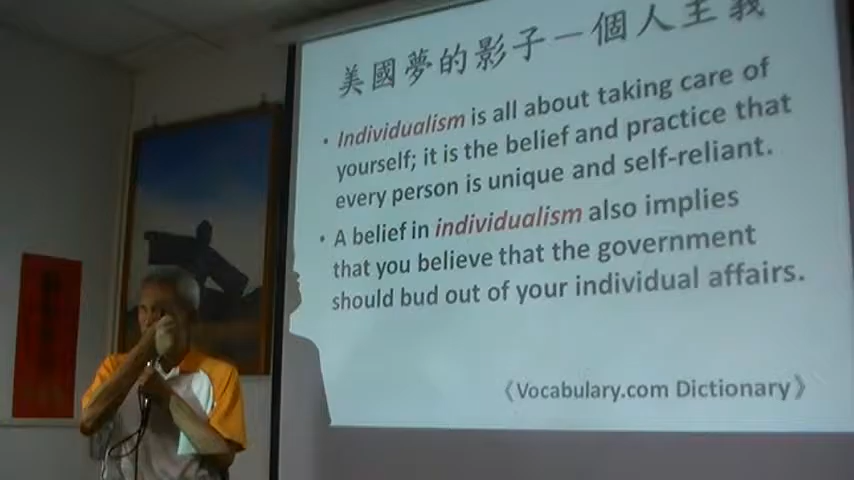 美國夢的影子－個人主義
• Individualism is all about taking care of
yourself; it is the belief and practice that
every person is unique and self-reliant.
• A belief in individualism also implies
that you believe that the government
should bud out of your individual affairs.
《Vocabulary.com Dictionary》